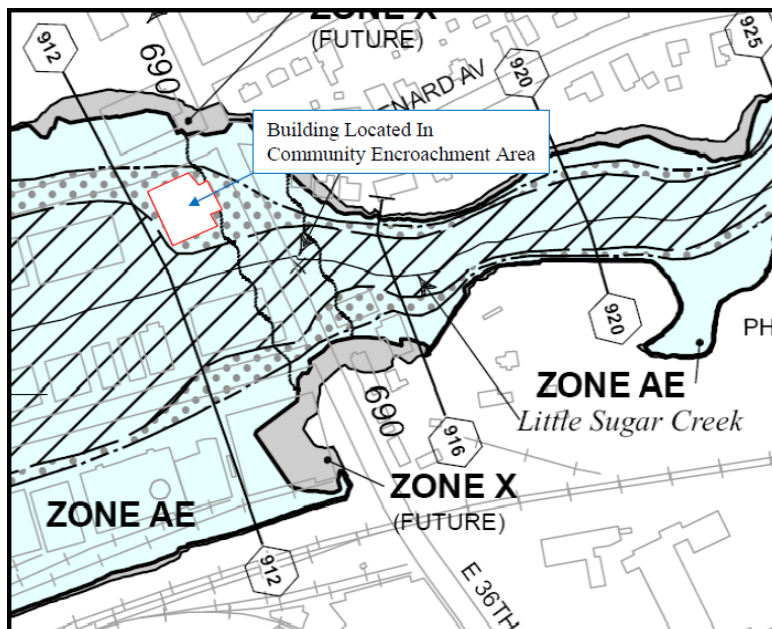 ZONE X
(FUTURE)
912
690
920
925
ENARD AV
Building Located In
Community Encroachment Area
920
PH
ZONE AE
Little Sugar Creek
690
916
ZONE X
(FUTURE)
ZONE AE
912
E 36TH